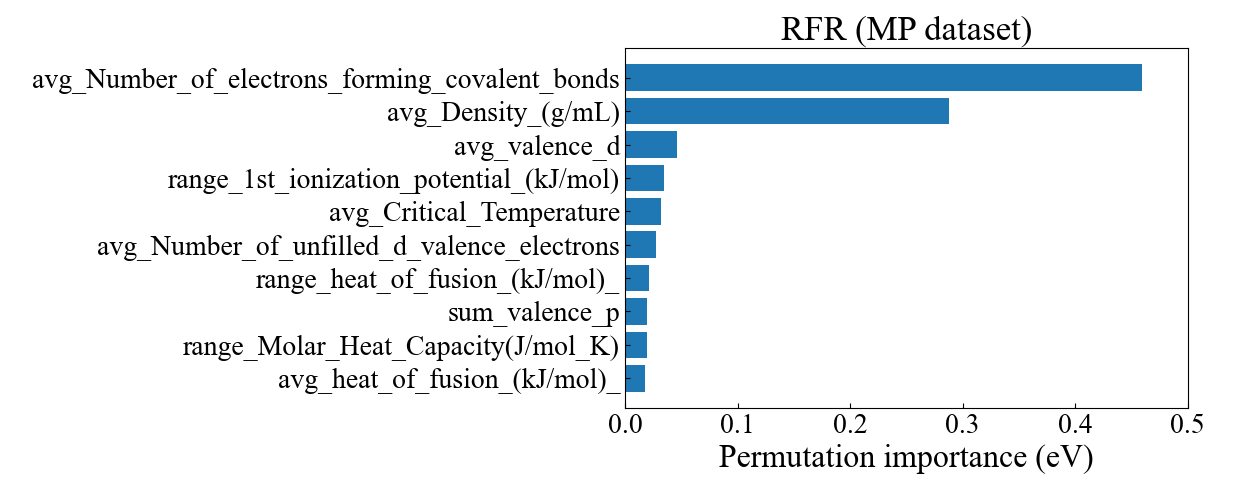 RFR (MP dataset)
avg_Number_of_electrons_forming_covalent_bonds
avg_Density_(g/mL)
avg_valence_d
range_1st_ionization_potential_(kJ/mol)
avg_Critical_Temperature
avg_Number_of_unfilled_d_valence_electrons
range_heat_of_fusion_(kJ/mol)_
sum_valence_p
range_Molar_Heat_Capacity(J/mol_K)
avg_heat_of_fusion_(kJ/mol)_
0.0 0.1 0.2 0.3 0.4 0.5
Permutation importance (eV)